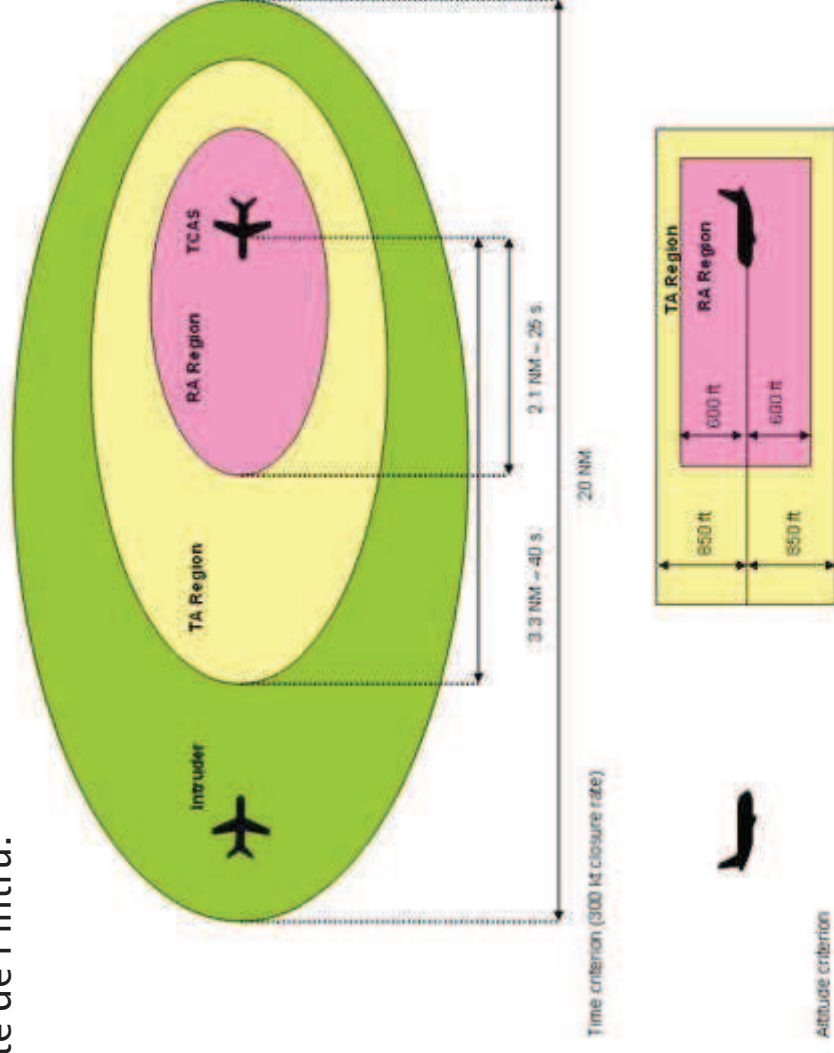 te de l'intru.
Intruder
TA Region
RA Region
TCAS
3.3 NM – 40 s
2.1 NM – 25 s
20 NM
Time criterion (300 kt closure rate)
TA Region
RA Region
850 ft
600 ft
850 ft
600 ft
Altitude criterion